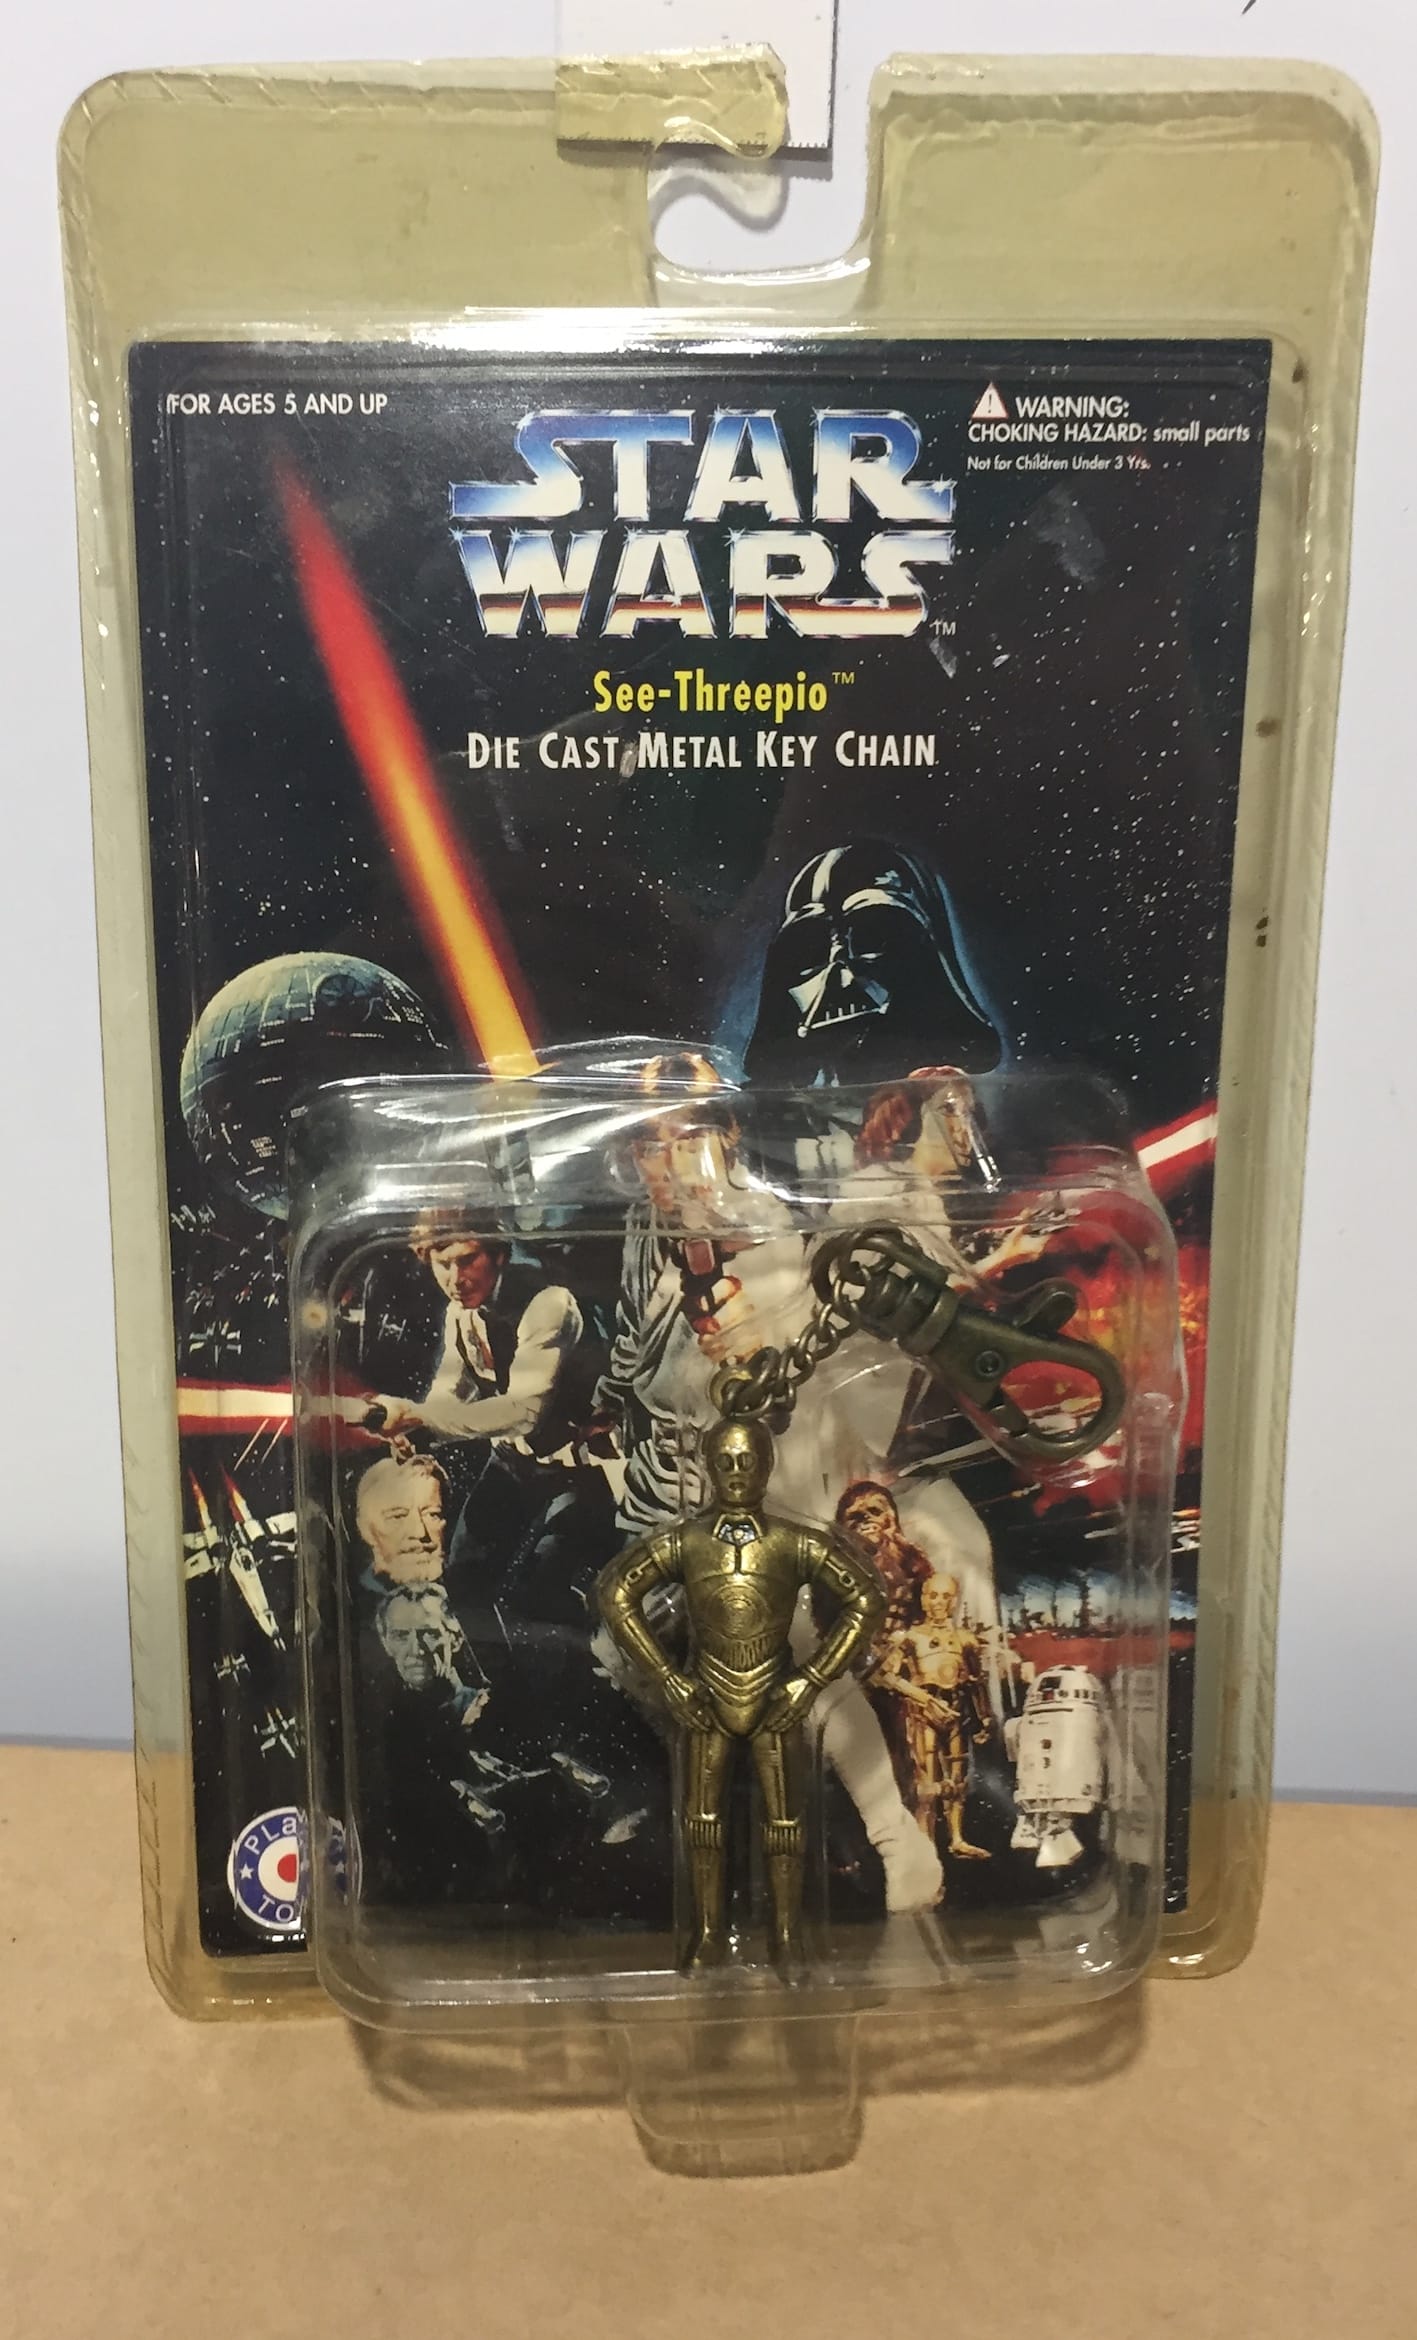 FOR AGES 5 AND UP
WARNING:
CHOKING HAZARD: small parts
Not for Children Under 3 Yrs.
STAR
WARS
TM
See-Threepio™
DIE CAST METAL KEY CHAIN